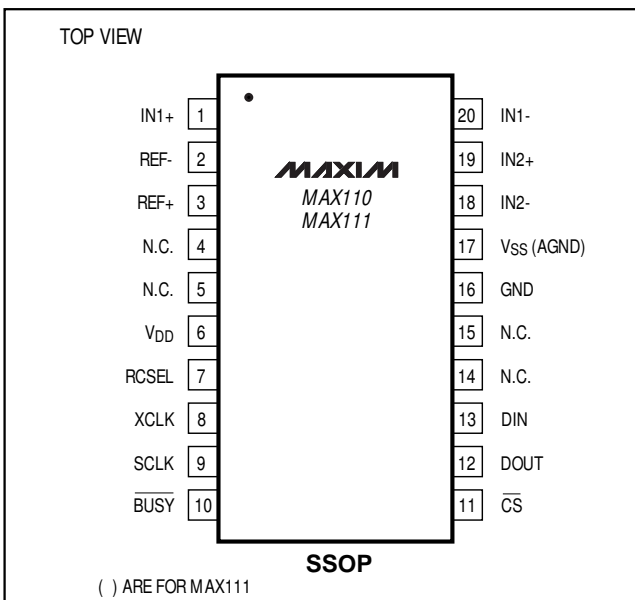 TOP VIEW
IN1+ 1
REF- 2
REF+ 3
N.C. 4
N.C. 5
VDD 6
RCSEL 7
XCLK 8
SCLK 9
BUSY 10
MAXIM
MAX110
MAX111
20 IN1-
19 IN2+
18 IN2-
17 VSS (AGND)
16 GND
15 N.C.
14 N.C.
13 DIN
12 DOUT
11 CS
SSOP
( ) ARE FOR MAX111